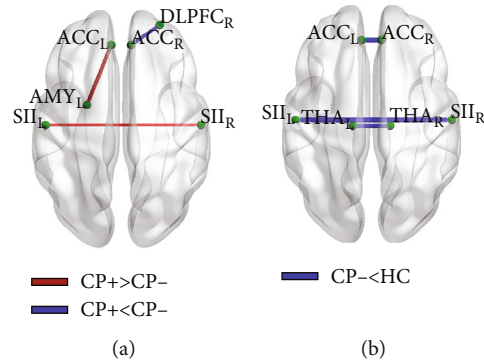 DLPFC_R
ACC_L ACC_R
AMY_L
SII_L SII_R
CP+>CP–
CP+<CP–
(a)
ACC_L ACC_R
SII_L THA_L THA_R SII_R
CP–<HC
(b)